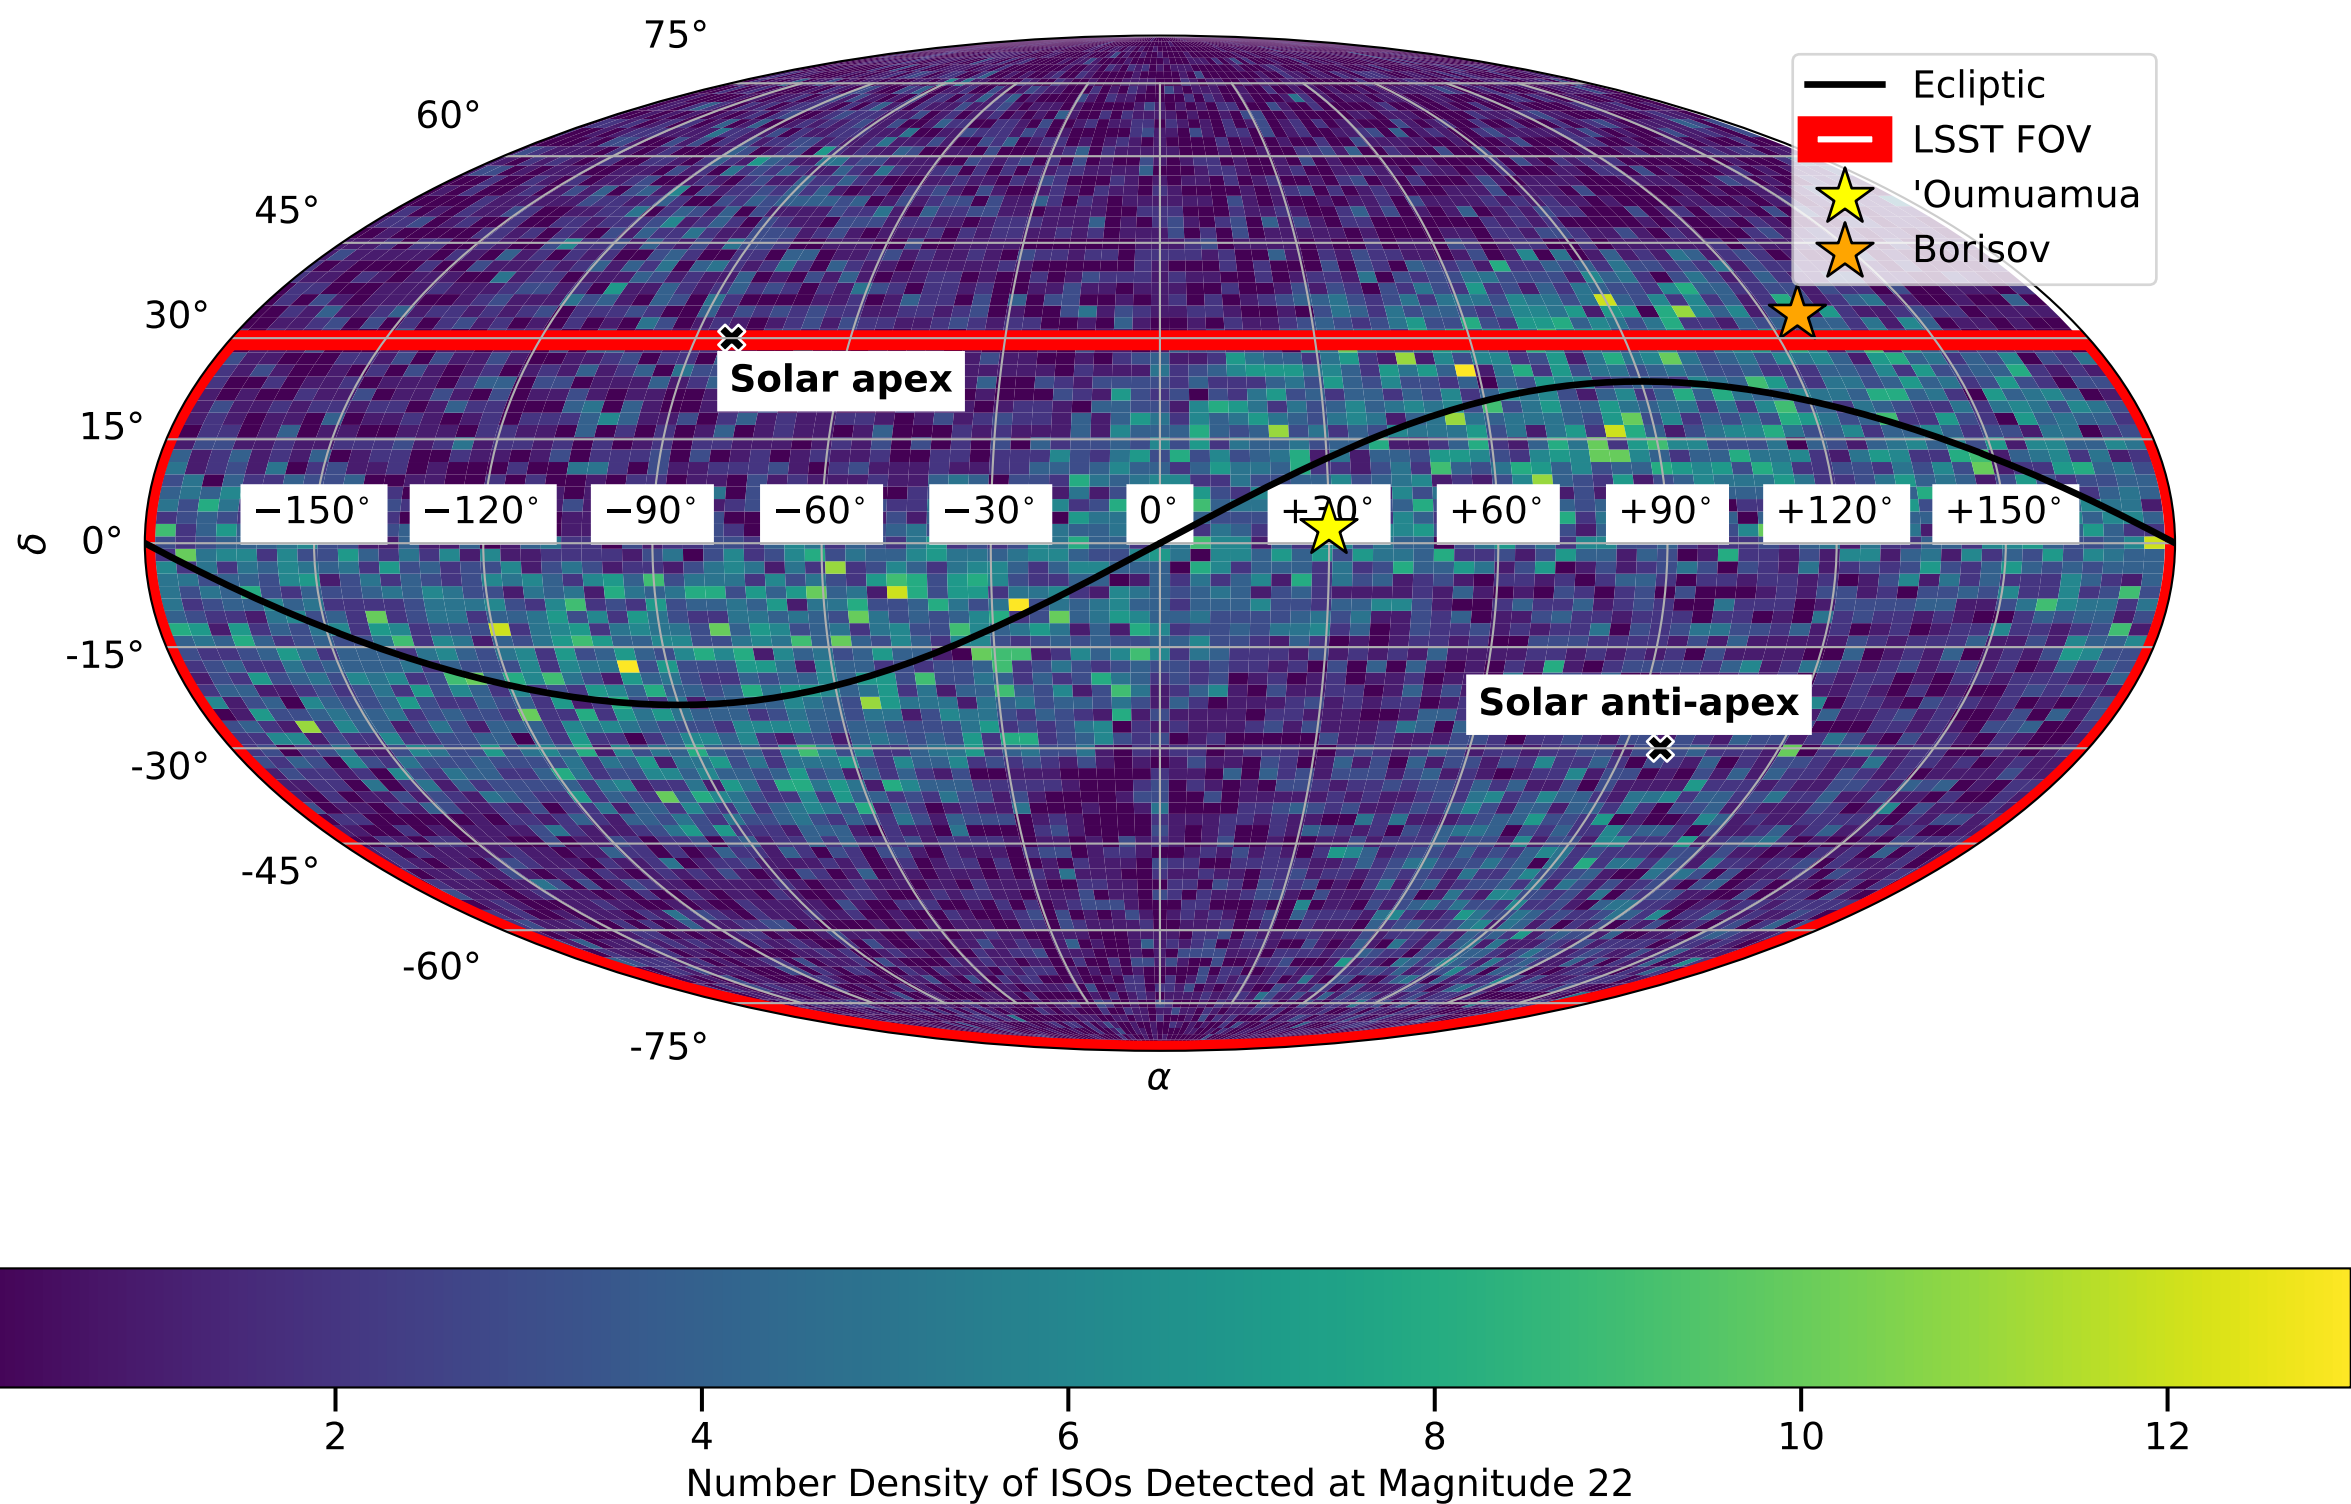 75°
60°
45°
30°
15°
0°
-15°
-30°
-45°
-60°
-75°
δ
Ecliptic
LSST FOV
'Oumuamua
Borisov
Solar apex
−150° −120° −90° −60° −30° 0° +30° +60° +90° +120° +150°
Solar anti-apex
α
2 4 6 8 10 12
Number Density of ISOs Detected at Magnitude 22